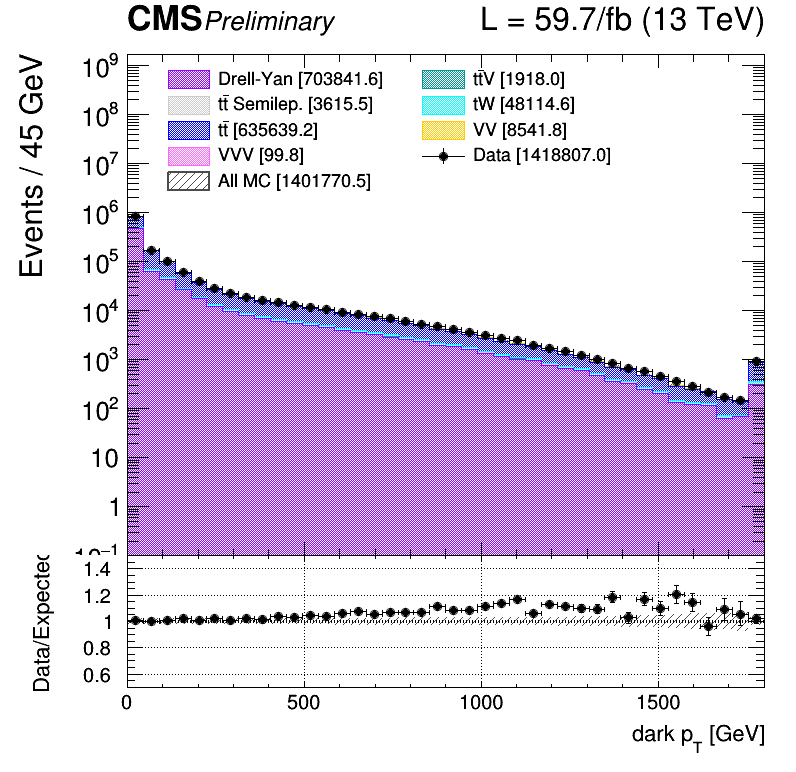 CMS Preliminary L = 59.7/fb (13 TeV)
Events / 45 GeV
10⁹
10⁸
10⁷
10⁶
10⁵
10⁴
10³
10²
10
1
10⁻¹
Drell-Yan [703841.6]
tt̄ Semilep. [3615.5]
tt̄ [635639.2]
VVV [99.8]
All MC [1401770.5]
tt̄V [1918.0]
tW [48114.6]
VV [8541.8]
Data [1418807.0]
Data/Expected
1.4
1.2
1
0.8
0.6
0 500 1000 1500
dark p_T [GeV]